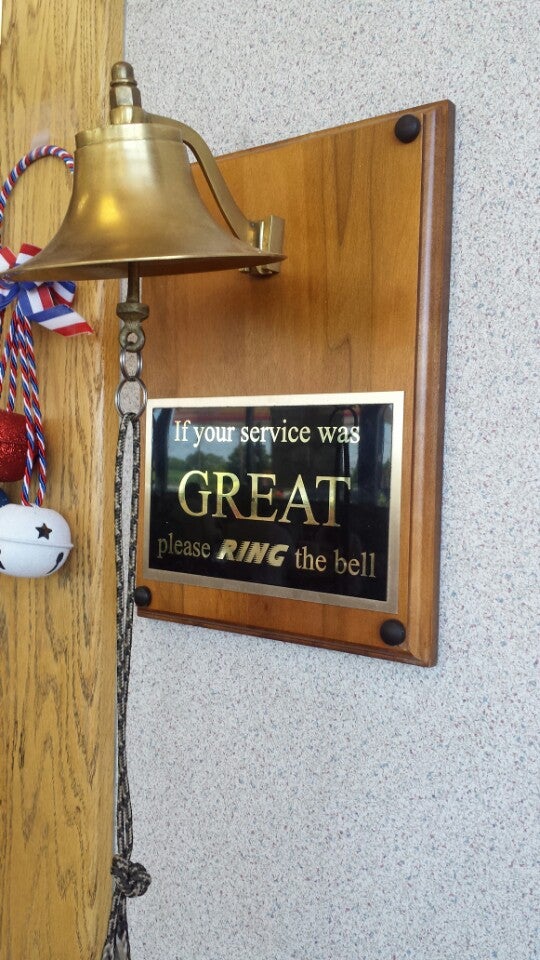 If your service was
GREAT
please RING the bell